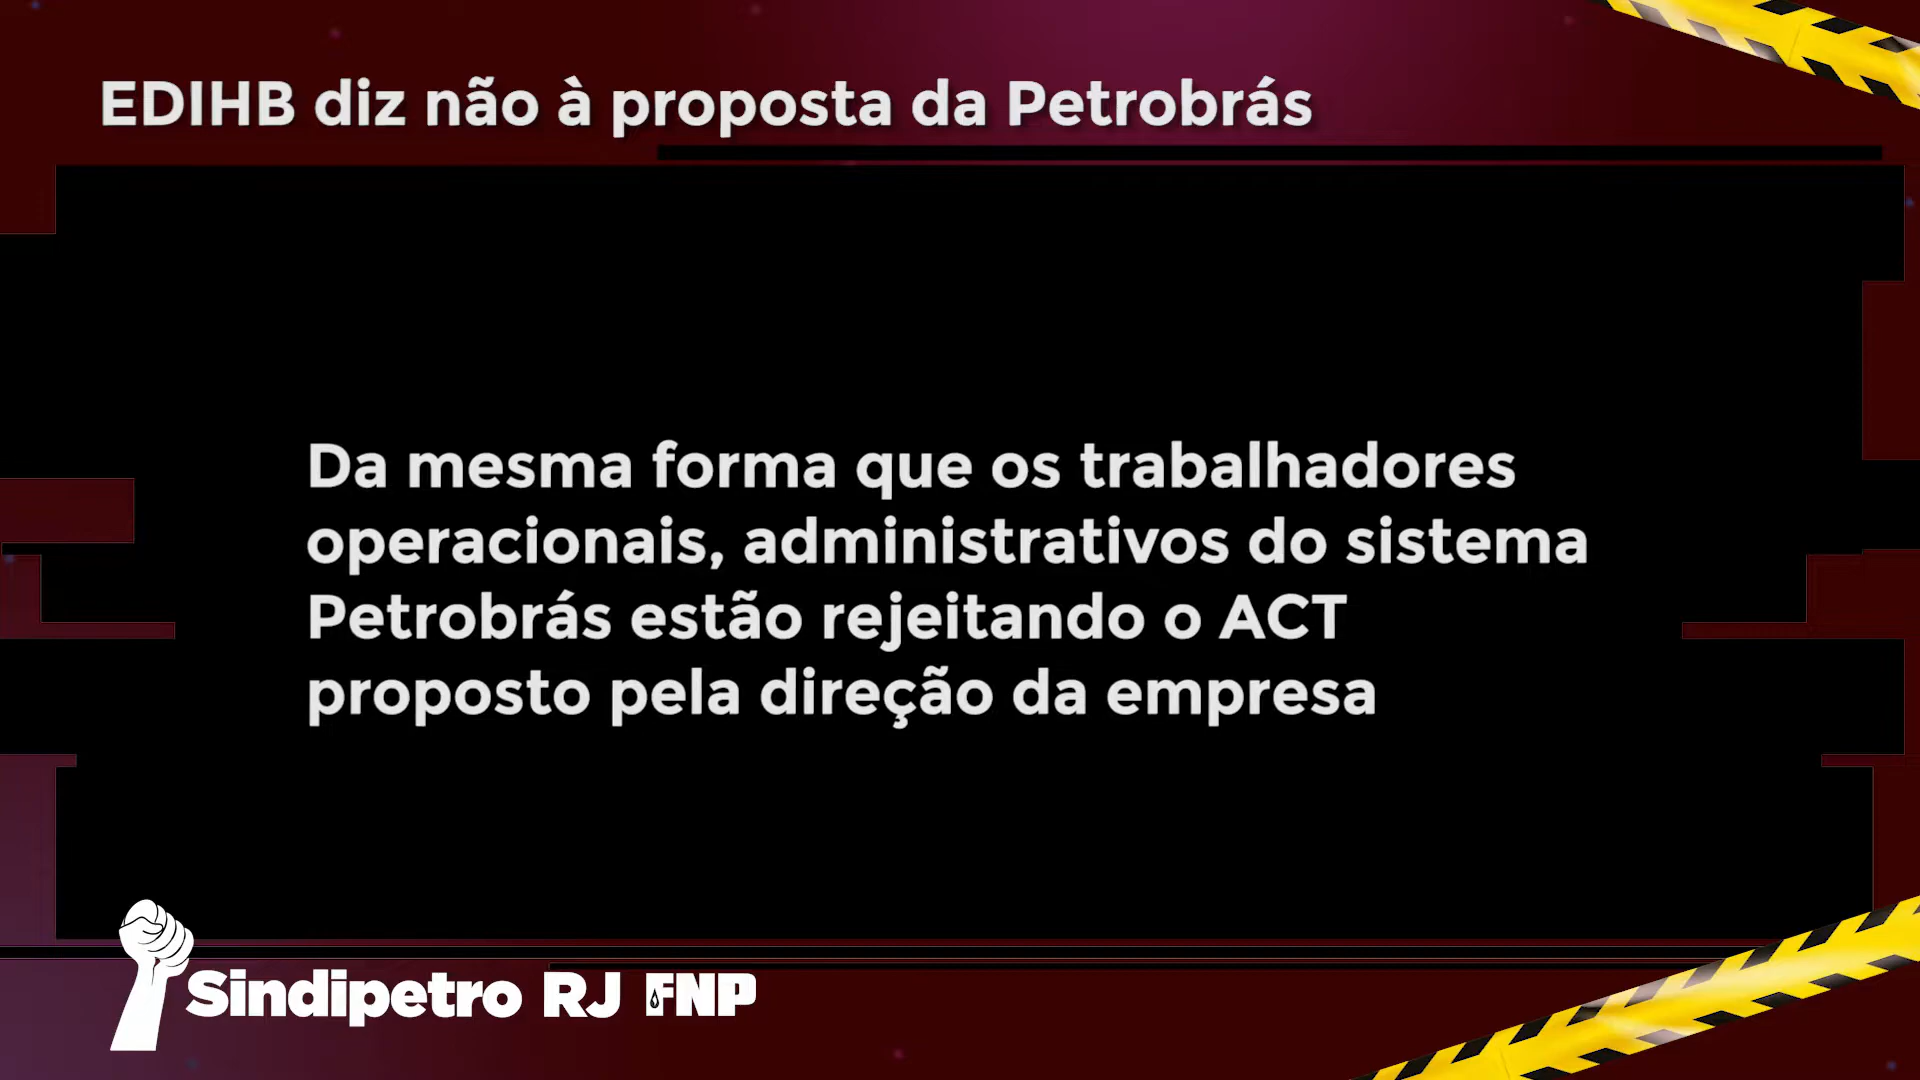 EDIHB diz não à proposta da Petrobrás
Da mesma forma que os trabalhadores
operacionais, administrativos do sistema
Petrobrás estão rejeitando o ACT
proposto pela direção da empresa
Sindipetro RJ FNP